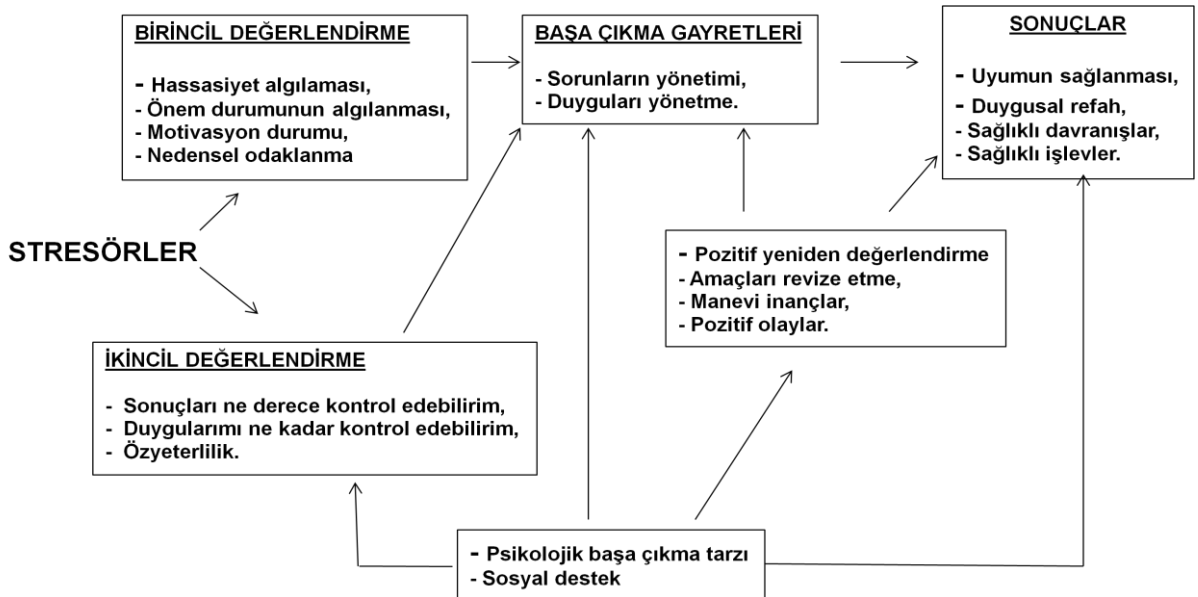 BİRİNCİL DEĞERLENDİRME
- Hassasiyet algılaması,
- Önem durumunun algılanması,
- Motivasyon durumu,
- Nedensel odaklanma
BAŞA ÇIKMA GAYRETLERİ
- Sorunların yönetimi,
- Duyguları yönetme.
SONUÇLAR
- Uyumun sağlanması,
- Duygusal refah,
- Sağlıklı davranışlar,
- Sağlıklı işlevler.
STRESÖRLER
- Pozitif yeniden değerlendirme
- Amaçları revize etme,
- Manevi inançlar,
- Pozitif olaylar.
İKİNCİL DEĞERLENDİRME
- Sonuçları ne derece kontrol edebilirim,
- Duygularımı ne kadar kontrol edebilirim,
- Özyeterlilik.
- Psikolojik başa çıkma tarzı
- Sosyal destek